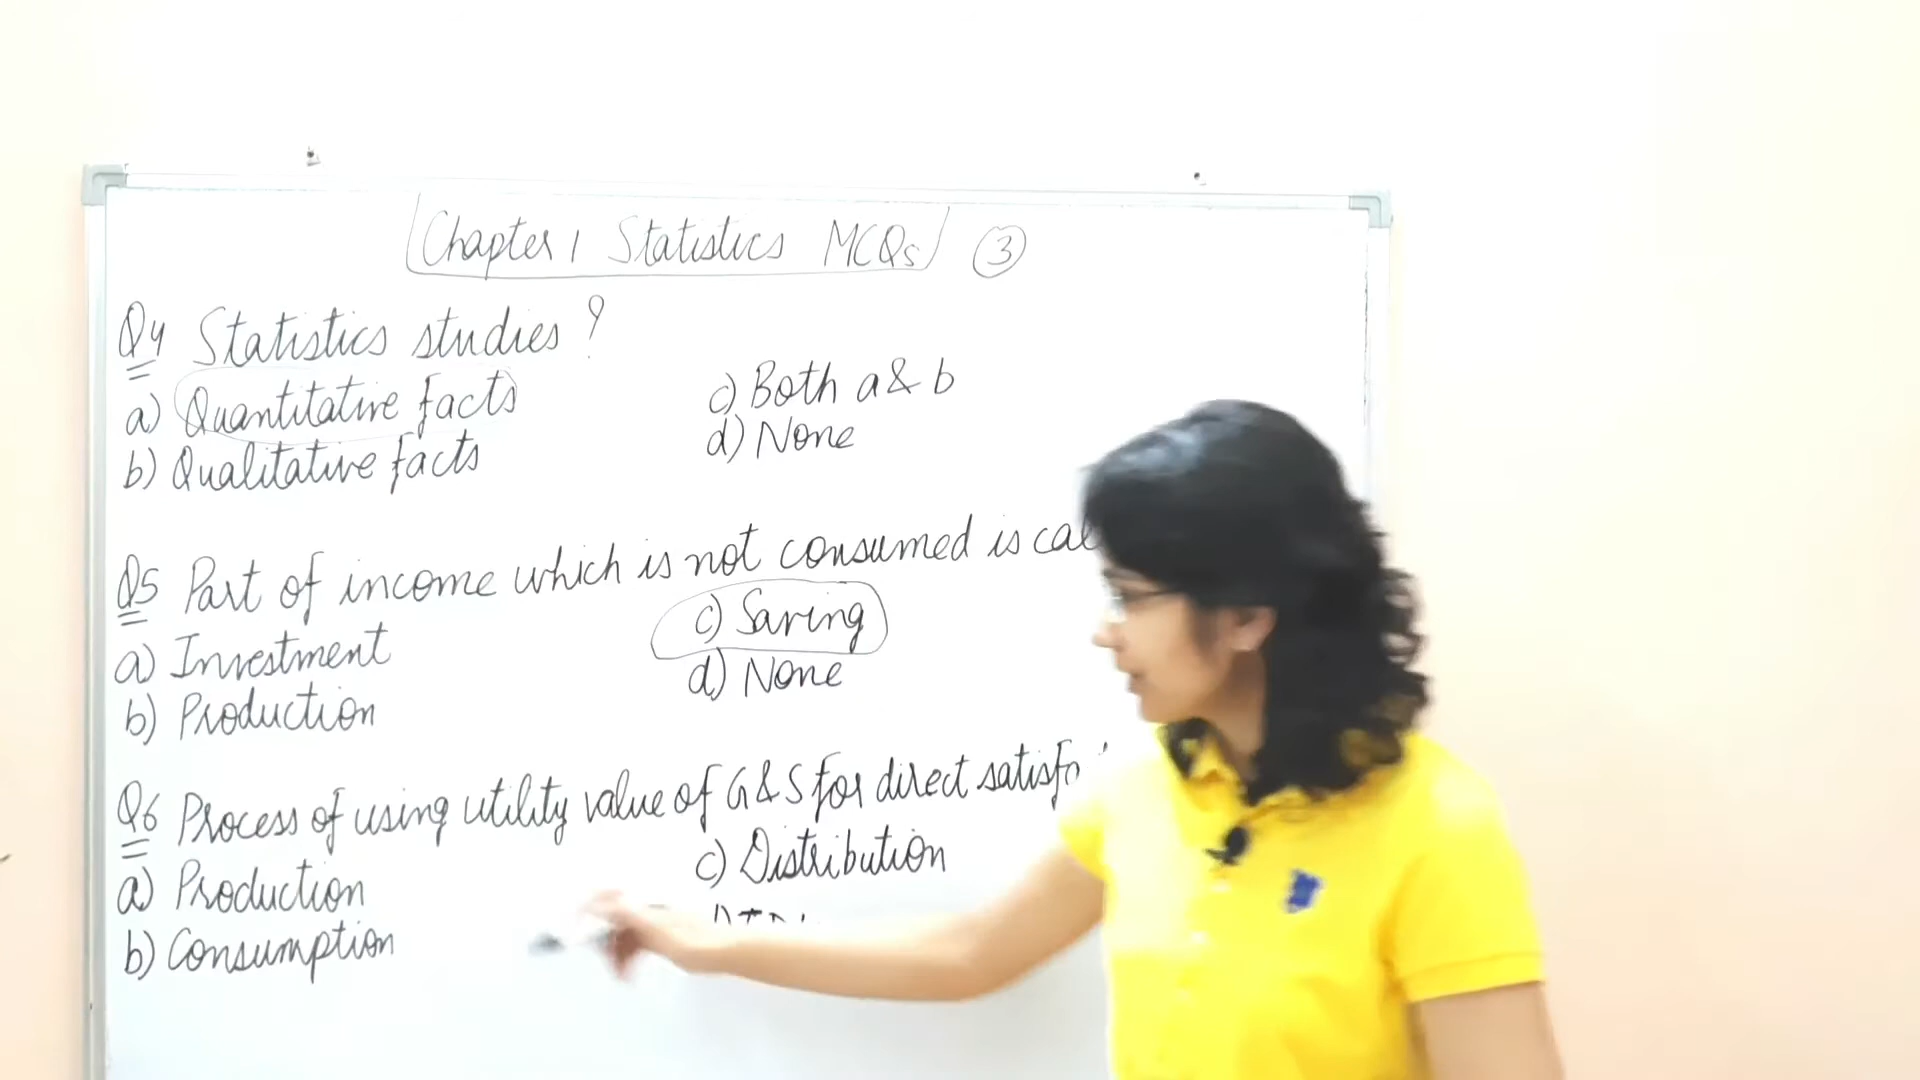 Chapter 1 Statistics MCQs 3
Q4 Statistics studies?
a) Quantitative facts
b) Qualitative facts
c) Both a & b
d) None
Q5 Part of income which is not consumed is
a) Investment
b) Production
c) Saving
d) None
Q6 Process of using utility value of G & S for direct
a) Production
b) Consumption
c) Distribution